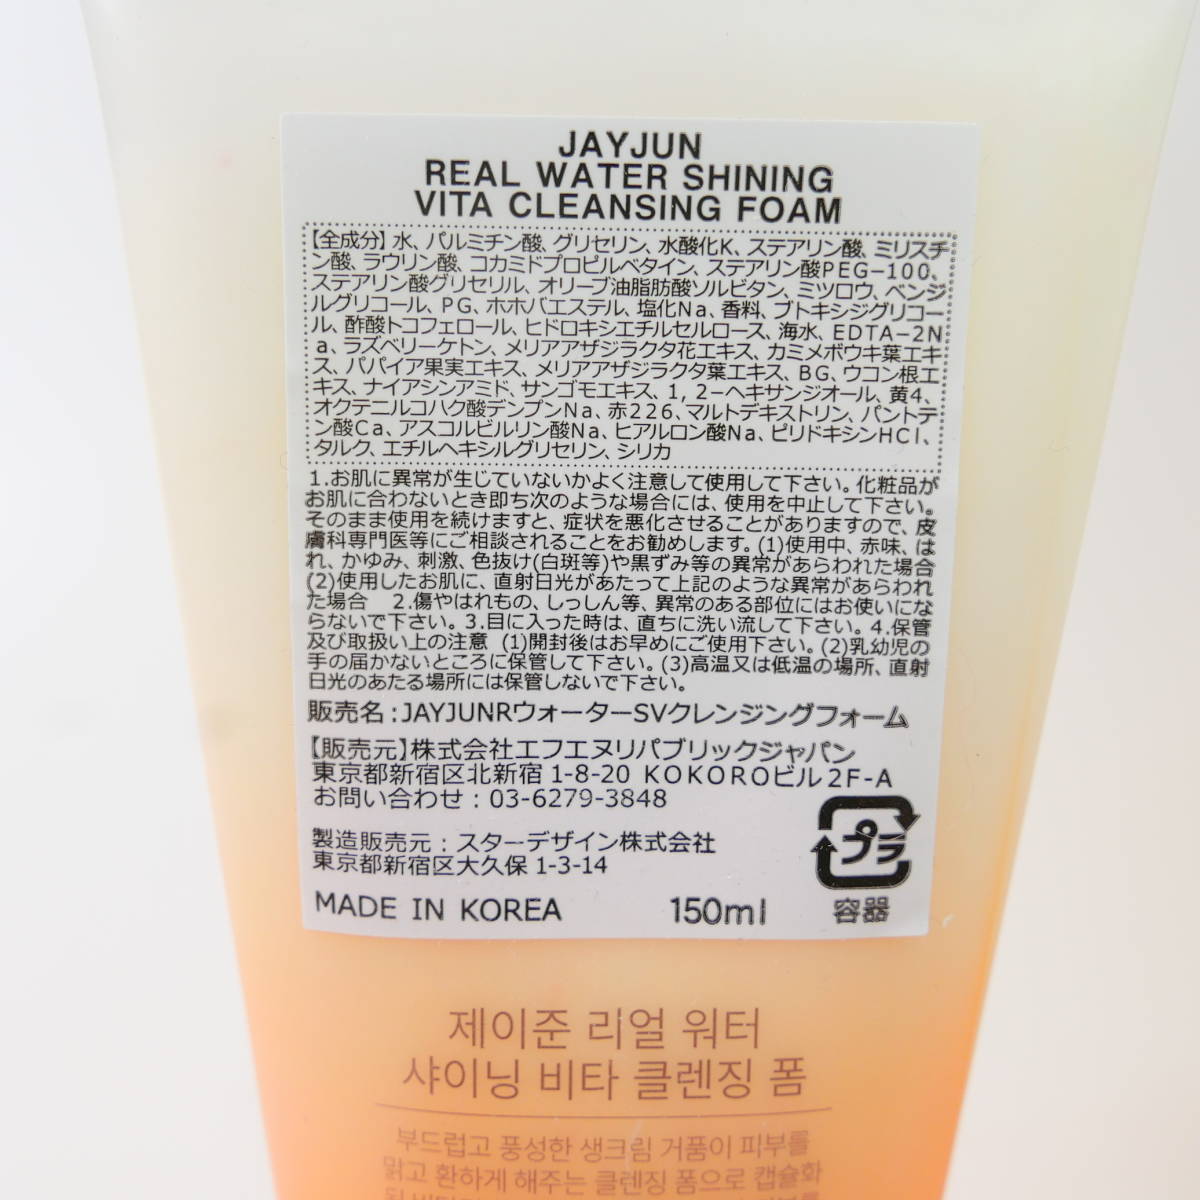 JAYJUN
REAL WATER SHINING
VITA CLEANSING FOAM
【全成分】水、パルミチン酸、グリセリン、水酸化K、ステアリン酸、ミリスチ
ン酸、ラウリン酸、コカミドプロピルベタイン、ステアリン酸PEG-100、
ステアリン酸グリセリル、オリーブ油脂肪酸ソルビタン、ミツロウ、ベンジ
ルグリコール、PG、ホホバエステル、塩化Na、香料、ブトキシジグリコー
ル、酢酸トコフェロール、ヒドロキシエチルセルロース、海水、EDTA-2N
a、ラズベリーケトン、メリアアザジラクタ花エキス、カミメボウキ葉エキ
ス、パパイア果実エキス、メリアアザジラクタ葉エキス、BG、ウコン根エ
キス、ナイアシンアミド、サンゴモエキス、1,2-ヘキサンジオール、黄4、
オクテニルコハク酸デンプンNa、赤226、マルトデキストリン、パントテ
ン酸Ca、アスコルビルリン酸Na、ヒアルロン酸Na、ピリドキシンHCl、
タルク、エチルヘキシルグリセリン、シリカ
1.お肌に異常が生じていないかよく注意して使用して下さい。化粧品が
お肌に合わないとき即ち次のような場合には、使用を中止して下さい。
そのまま使用を続けますと、症状を悪化させることがありますので、皮
膚科専門医等にご相談されることをお勧めします。(1)使用中、赤味、は
れ、かゆみ、刺激、色抜け(白斑等)や黒ずみ等の異常があらわれた場合
(2)使用したお肌に、直射日光があたって上記のような異常があらわれ
た場合 2.傷やはれもの、しっしん等、異常のある部位にはお使いにな
らないで下さい。3.目に入った時は、直ちに洗い流して下さい。4.保管
及び取扱い上の注意 (1)開封後はお早めにご使用下さい。(2)乳幼児の
手の届かないところに保管して下さい。(3)高温又は低温の場所、直射
日光のあたる場所には保管しないで下さい。
販売名:JAYJUNRウォーターSVクレンジングフォーム
【販売元】株式会社エフエヌリパブリックジャパン
東京都新宿区北新宿1-8-20 KOKOROビル2F-A
お問い合わせ:03-6279-3848
製造販売元:スターデザイン株式会社
東京都新宿区大久保1-3-14
プラ
MADE IN KOREA 150ml 容器
제이준 리얼 워터
샤이닝 비타 클렌징 폼
부드럽고 풍성한 생크림 거품이 피부를
맑고 환하게 해주는 클렌징 폼으로 캡슐화